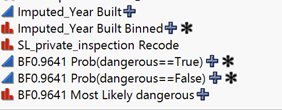 Imputed_Year Built
Imputed_Year Built Binned
SL_private_inspection Recode
BF0.9641 Prob(dangerous==True)
BF0.9641 Prob(dangerous==False)
BF0.9641 Most Likely dangerous